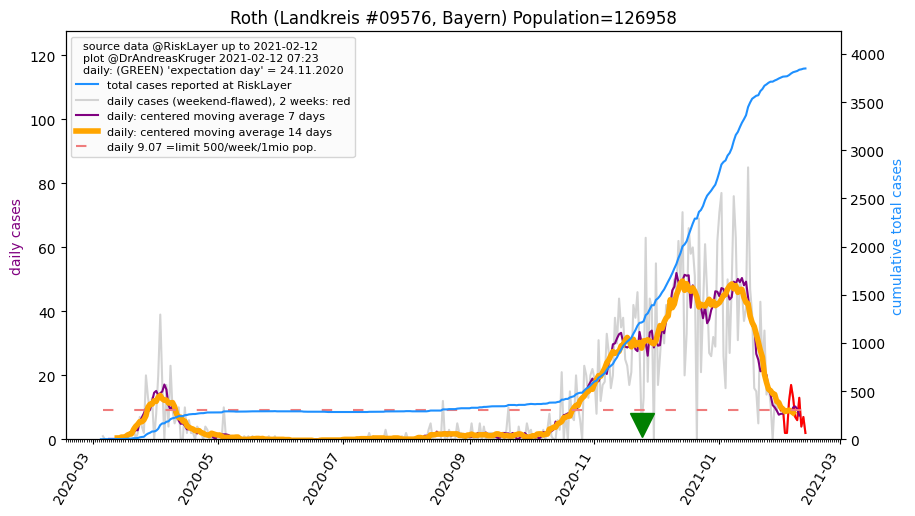 Roth (Landkreis #09576, Bayern) Population=126958
source data @RiskLayer up to 2021-02-12
plot @DrAndreasKruger 2021-02-12 07:23
daily: (GREEN) 'expectation day' = 24.11.2020
total cases reported at RiskLayer
daily cases (weekend-flawed), 2 weeks: red
daily: centered moving average 7 days
daily: centered moving average 14 days
daily 9.07 =limit 500/week/1mio pop.
daily cases
120
100
80
60
40
20
0
cumulative total cases
4000
3500
3000
2500
2000
1500
1000
500
0
2020-03
2020-05
2020-07
2020-09
2020-11
2021-01
2021-03